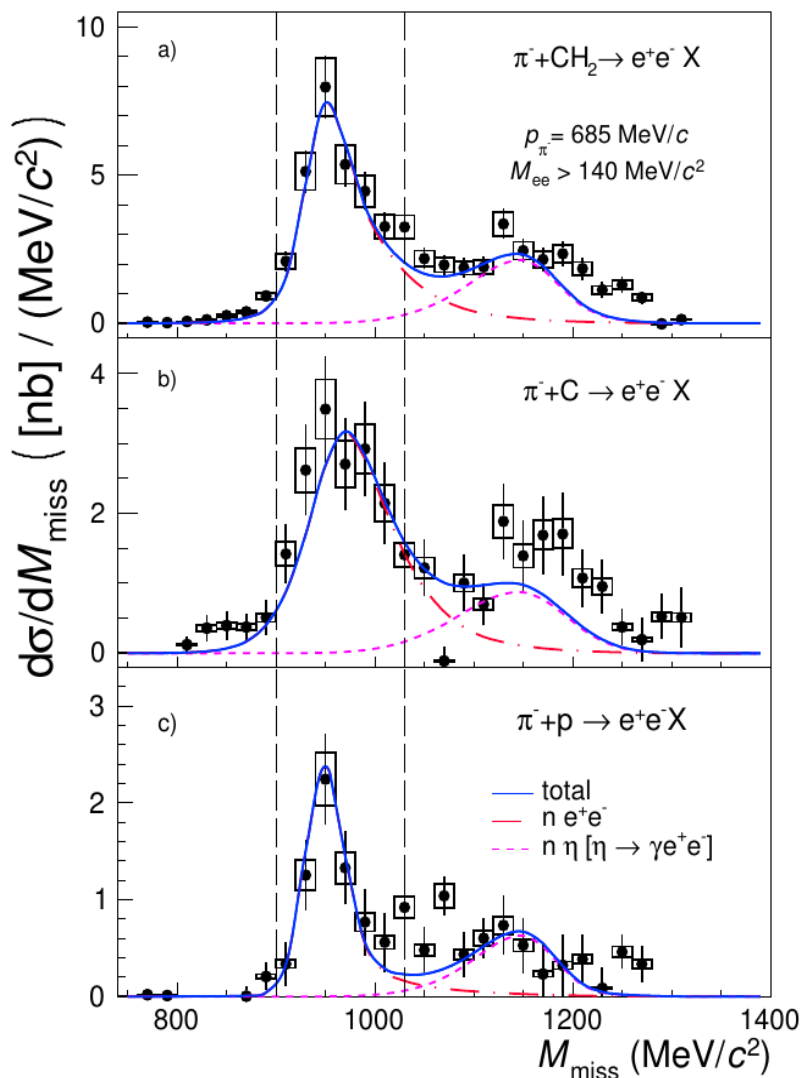 dσ/dM_miss ( [nb] / (MeV/c²) )
10
5
0
a)
π⁻+CH₂→ e⁺e⁻ X
p_π⁻= 685 MeV/c
M_ee > 140 MeV/c²
4
2
0
b)
π⁻+C → e⁺e⁻ X
3
2
1
0
c)
π⁻+p → e⁺e⁻X
total
n e⁺e⁻
n η [η → γe⁺e⁻]
800 1000 1200 1400
M_miss (MeV/c²)